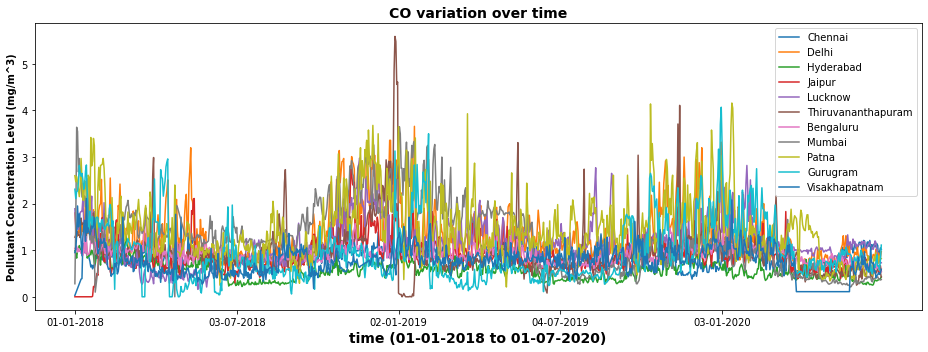 CO variation over time
Pollutant Concentration Level (mg/m^3)
5
4
3
2
1
0
Chennai
Delhi
Hyderabad
Jaipur
Lucknow
Thiruvananthapuram
Bengaluru
Mumbai
Patna
Gurugram
Visakhapatnam
01-01-2018
03-07-2018
02-01-2019
04-07-2019
03-01-2020
time (01-01-2018 to 01-07-2020)